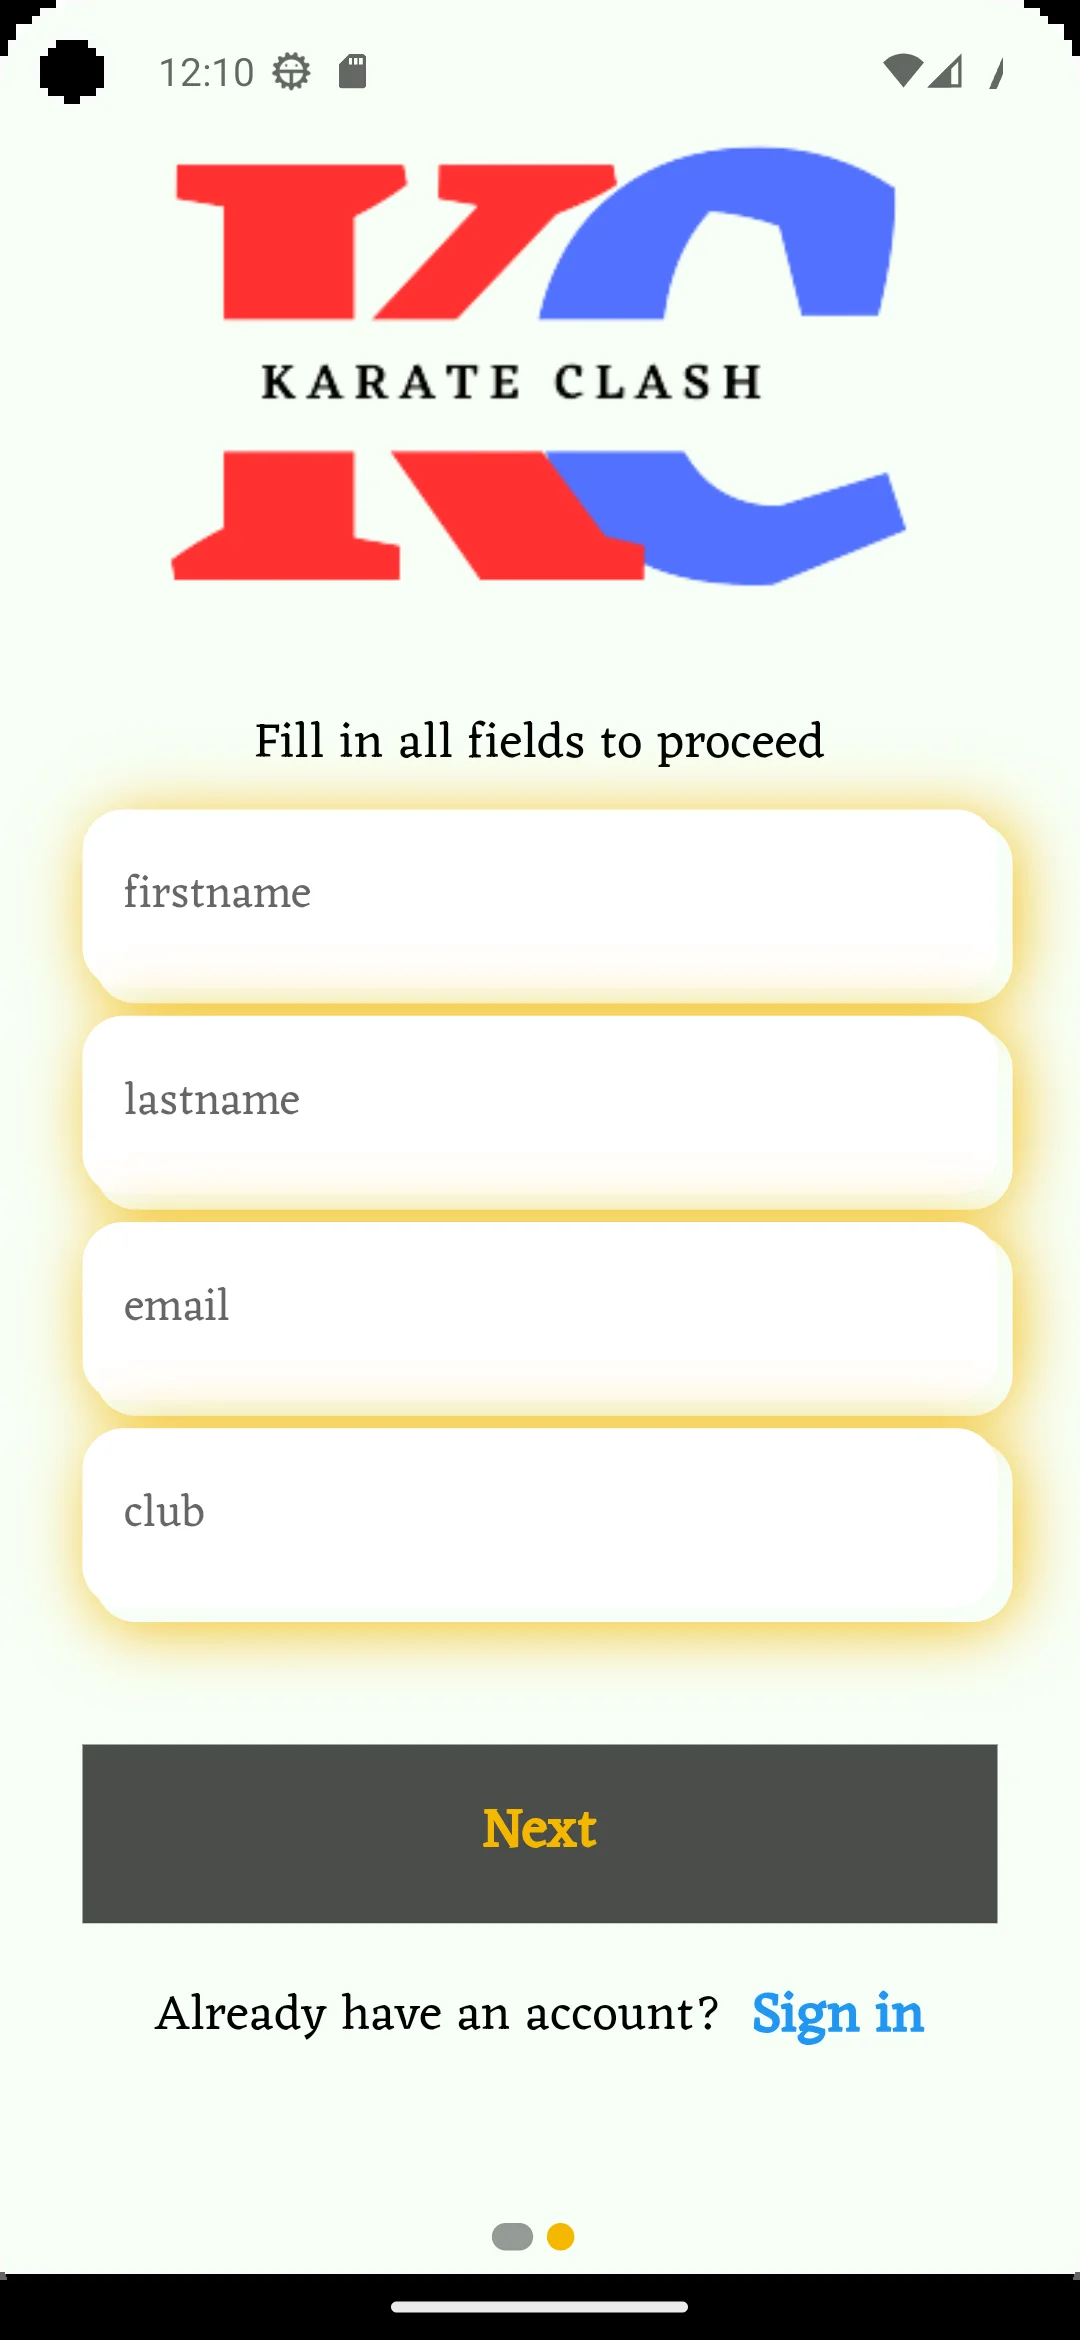 12:10
KARATE CLASH
Fill in all fields to proceed
firstname
lastname
email
club
Next
Already have an account? Sign in